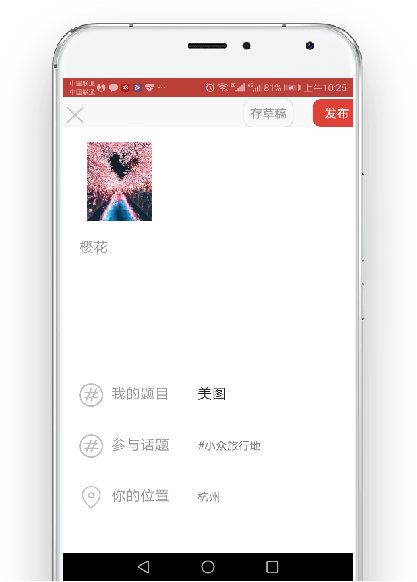 中国联通
中国联通
81%
上午10:25
存草稿
发布
樱花
我的题目
美图
参与话题
#小众旅行地
你的位置
杭州